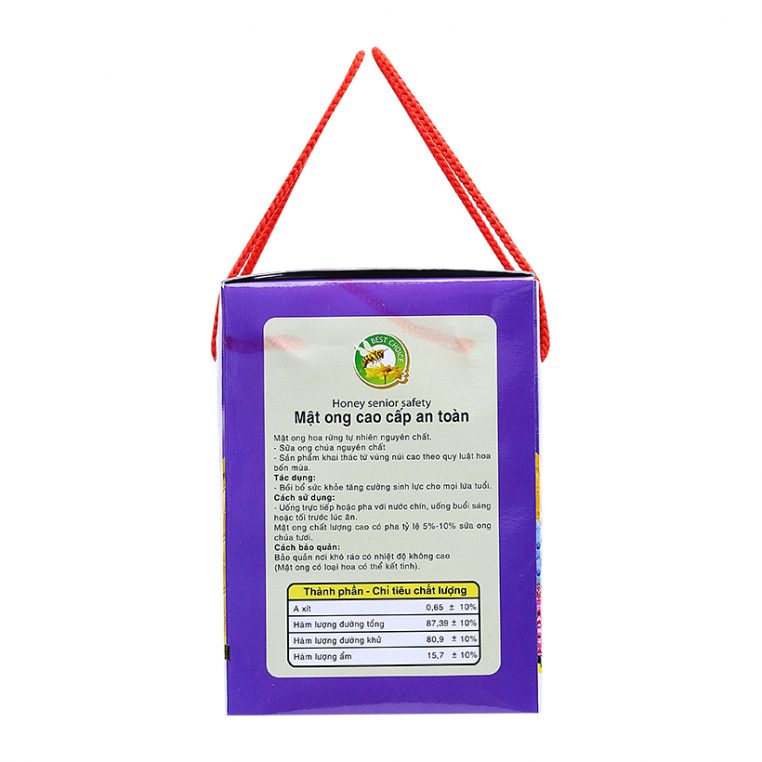 BEST CHOICE
Honey senior safety
Mật ong cao cấp an toàn
Mật ong hoa rừng tự nhiên nguyên chất.
- Sữa ong chúa nguyên chất
- Sản phẩm khai thác từ vùng núi cao theo quy luật hoa
bốn mùa.
Tác dụng:
- Bồi bổ sức khỏe tăng cường sinh lực cho mọi lứa tuổi.
Cách sử dụng:
- Uống trực tiếp hoặc pha với nước chín, uống buổi sáng
hoặc tối trước lúc ăn.
Mật ong chất lượng cao có pha tỷ lệ 5%-10% sữa ong
chúa tươi.
Cách bảo quản:
Bảo quản nơi khô ráo có nhiệt độ không cao
(Mật ong có loại hoa có thể kết tinh).
Thành phần - Chỉ tiêu chất lượng
A xít 0,65 ± 10%
Hàm lượng đường tổng 87,39 ± 10%
Hàm lượng đường khử 80,9 ± 10%
Hàm lượng ẩm 15,7 ± 10%